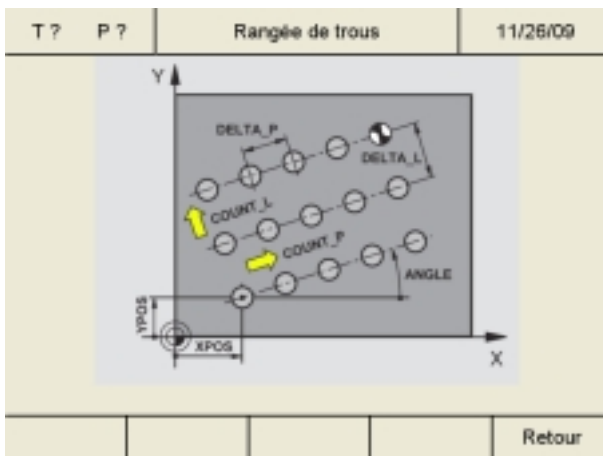 T ? P ? Rangée de trous 11/26/09
Y
DELTA_P
DELTA_L
COUNT_L
COUNT_P
ANGLE
YPOS
XPOS
X
Retour